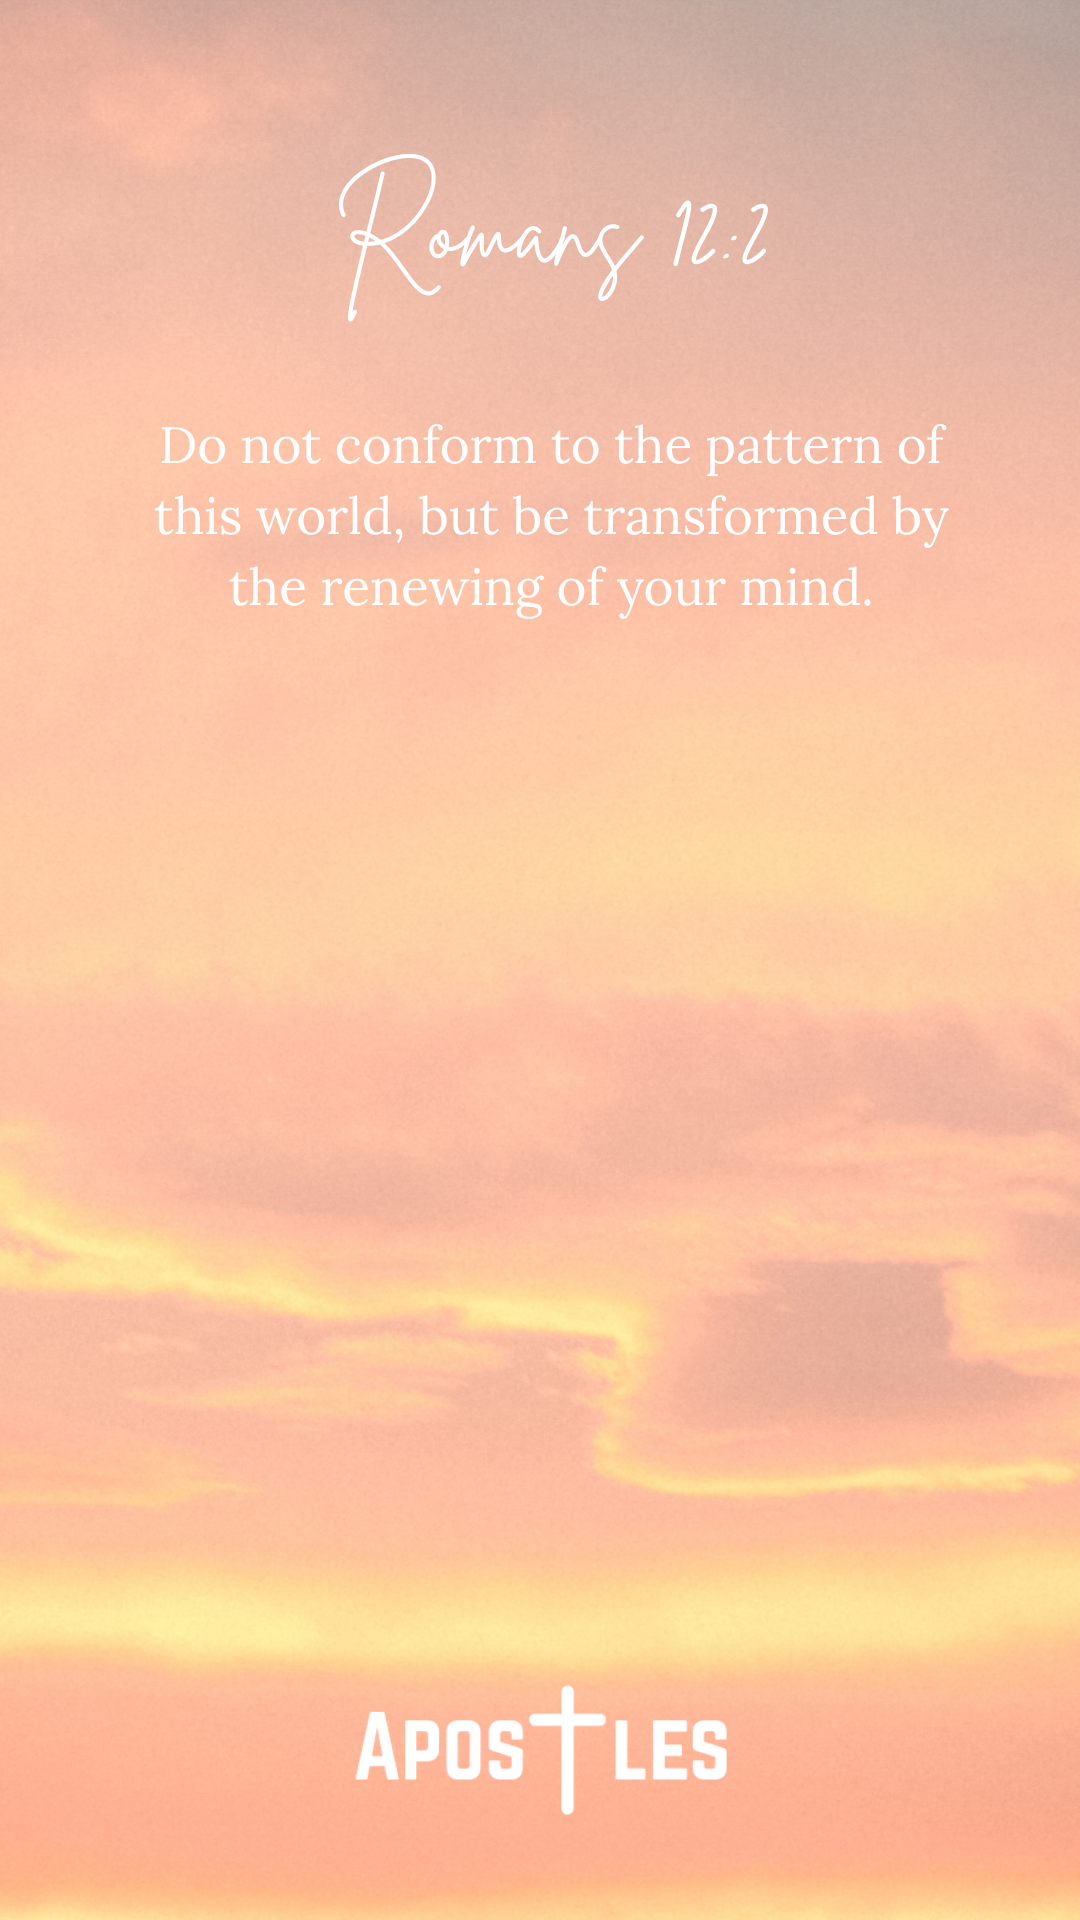 Romans 12:2
Do not conform to the pattern of
this world, but be transformed by
the renewing of your mind.
APOSTLES